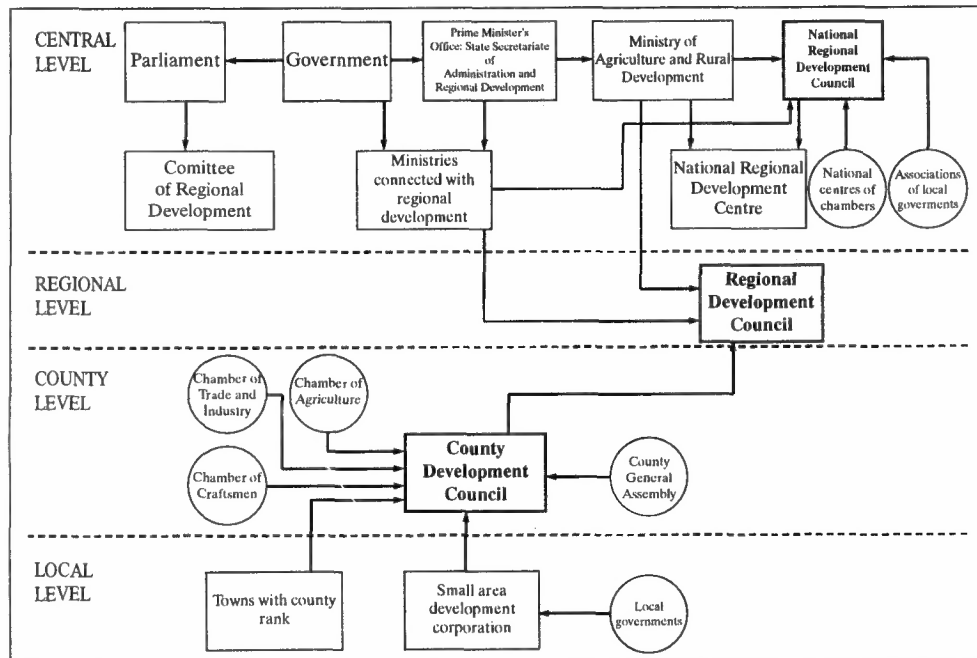 CENTRAL
LEVEL
Parliament
Government
Prime Minister's
Office: State Secretariate
of
Administration and
Regional Development
Ministry of
Agriculture and Rural
Development
National
Regional
Development
Council
Comittee
of Regional
Development
Ministries
connected with
regional
development
National Regional
Development
Centre
National
centres of
chambers
Associations
of local
goverments
REGIONAL
LEVEL
Regional
Development
Council
COUNTY
LEVEL
Chamber of
Trade and
Industry
Chamber of
Agriculture
County
Development
Council
Chamber of
Craftsmen
County
General
Assembly
LOCAL
LEVEL
Towns with county
rank
Small area
development
corporation
Local
governments